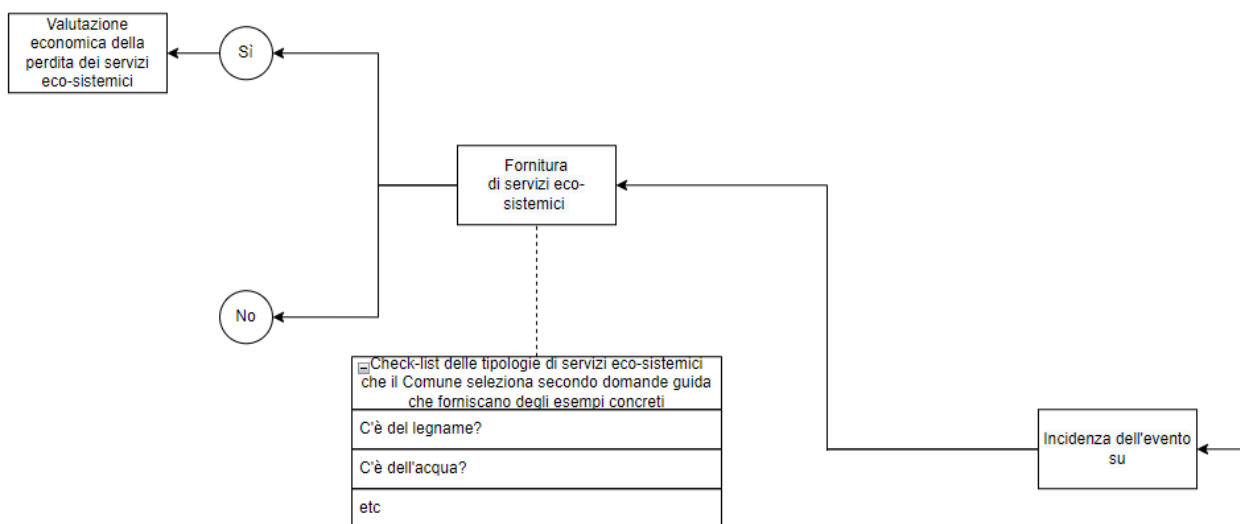 Valutazione
economica della
perdita dei servizi
eco-sistemici
Sì
Fornitura
di servizi eco-
sistemici
No
Check-list delle tipologie di servizi eco-sistemici
che il Comune seleziona secondo domande guida
che forniscano degli esempi concreti
C'è del legname?
C'è dell'acqua?
etc
Incidenza dell'evento
su